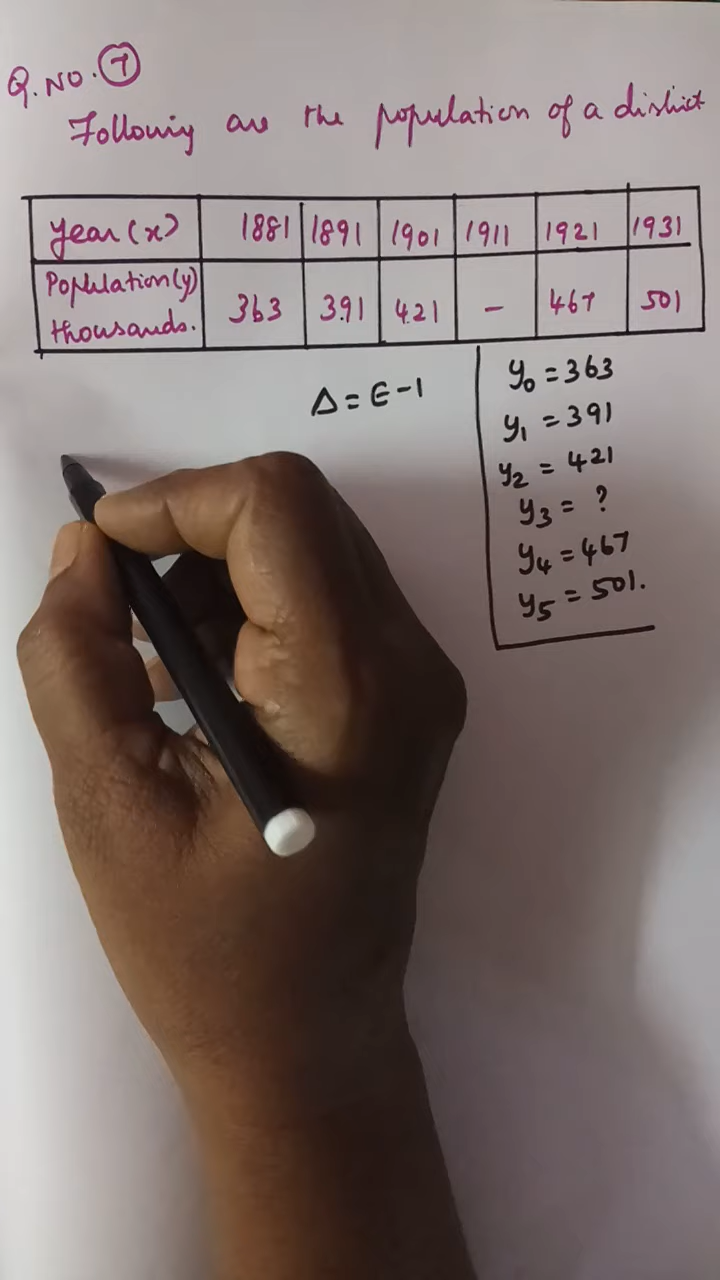 Q.NO. 7
Following are the population of a district
year (x) 1881 1891 1901 1911 1921 1931
Population (y) thousands. 363 391 421 - 467 501
Δ = E-1
y0 = 363
y1 = 391
y2 = 421
y3 = ?
y4 = 467
y5 = 501.